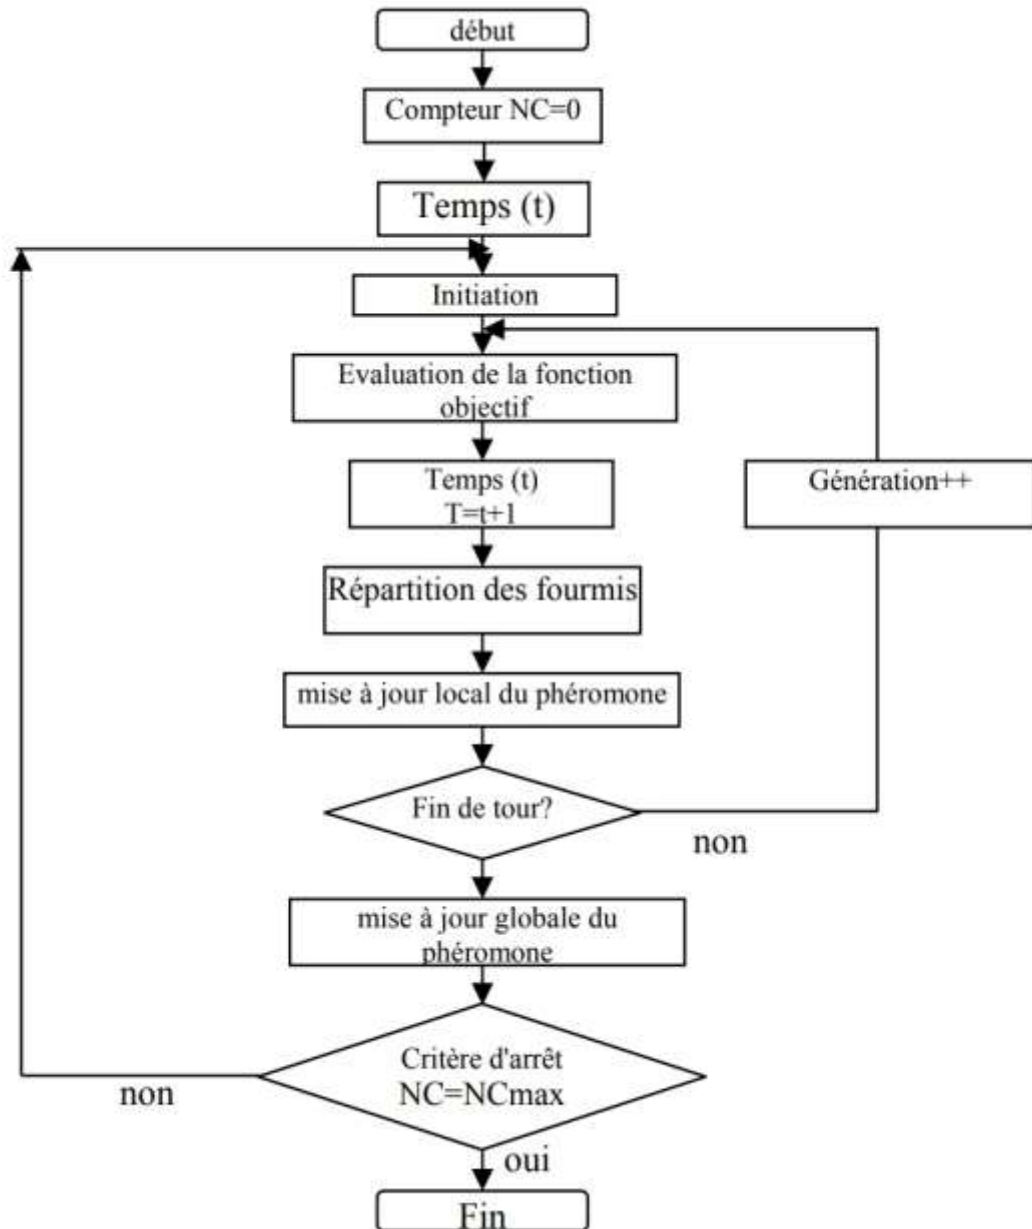 début
Compteur NC=0
Temps (t)
Initiation
Evaluation de la fonction
objectif
Temps (t)
T=t+1
Génération++
Répartition des fourmis
mise à jour local du phéromone
Fin de tour?
non
mise à jour globale du
phéromone
Critère d'arrêt
NC=NCmax
non
oui
Fin